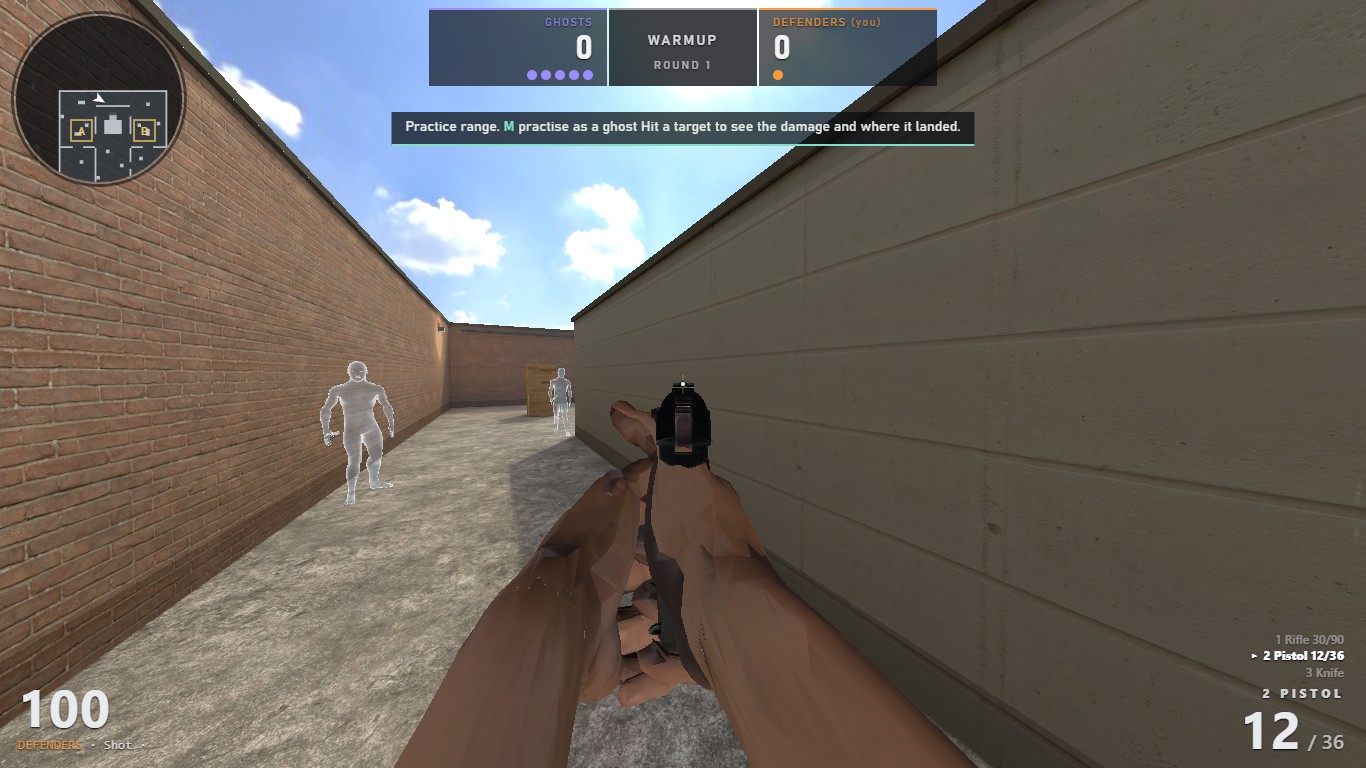 GHOSTS
0
WARMUP
ROUND 1
DEFENDERS (you)
0
Practice range. M practise as a ghost Hit a target to see the damage and where it landed.
A
B
1 Rifle 30/90
▸ 2 Pistol 12/36
3 Knife
2 PISTOL
12 / 36
100
DEFENDERS · Shot ·